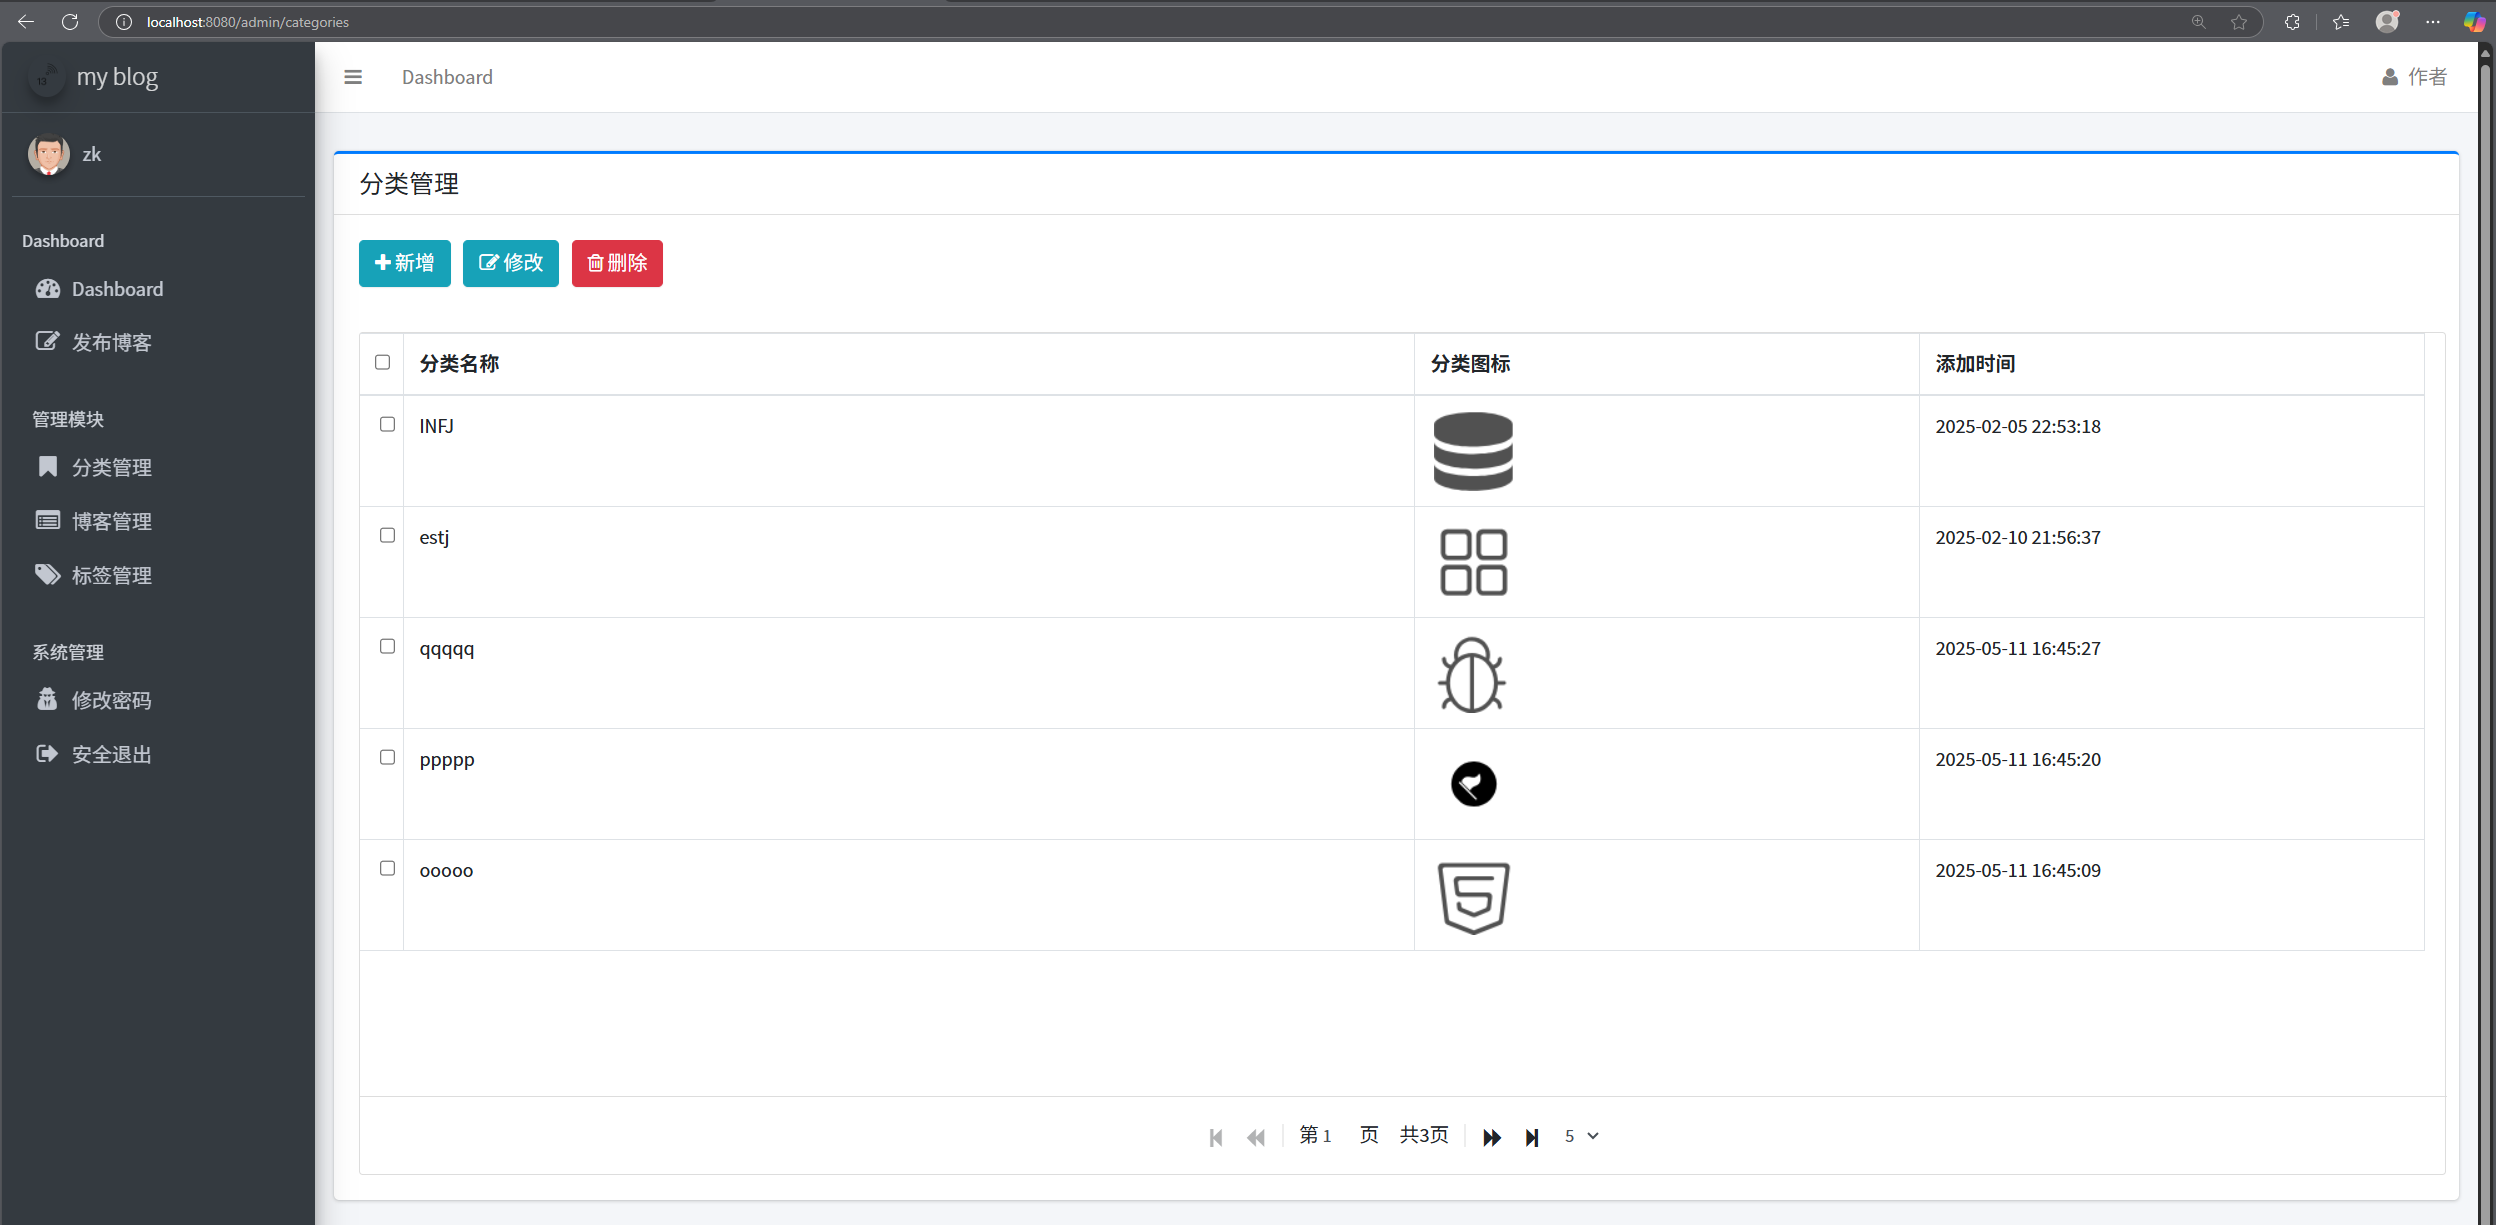 localhost:8080/admin/categories
13 my blog
Dashboard
作者
zk
Dashboard
Dashboard
发布博客
管理模块
分类管理
博客管理
标签管理
系统管理
修改密码
安全退出
分类管理
新增 修改 删除
分类名称 分类图标 添加时间
INFJ 2025-02-05 22:53:18
estj 2025-02-10 21:56:37
qqqqq 2025-05-11 16:45:27
ppppp 2025-05-11 16:45:20
ooooo 2025-05-11 16:45:09
第 1 页 共3页 5